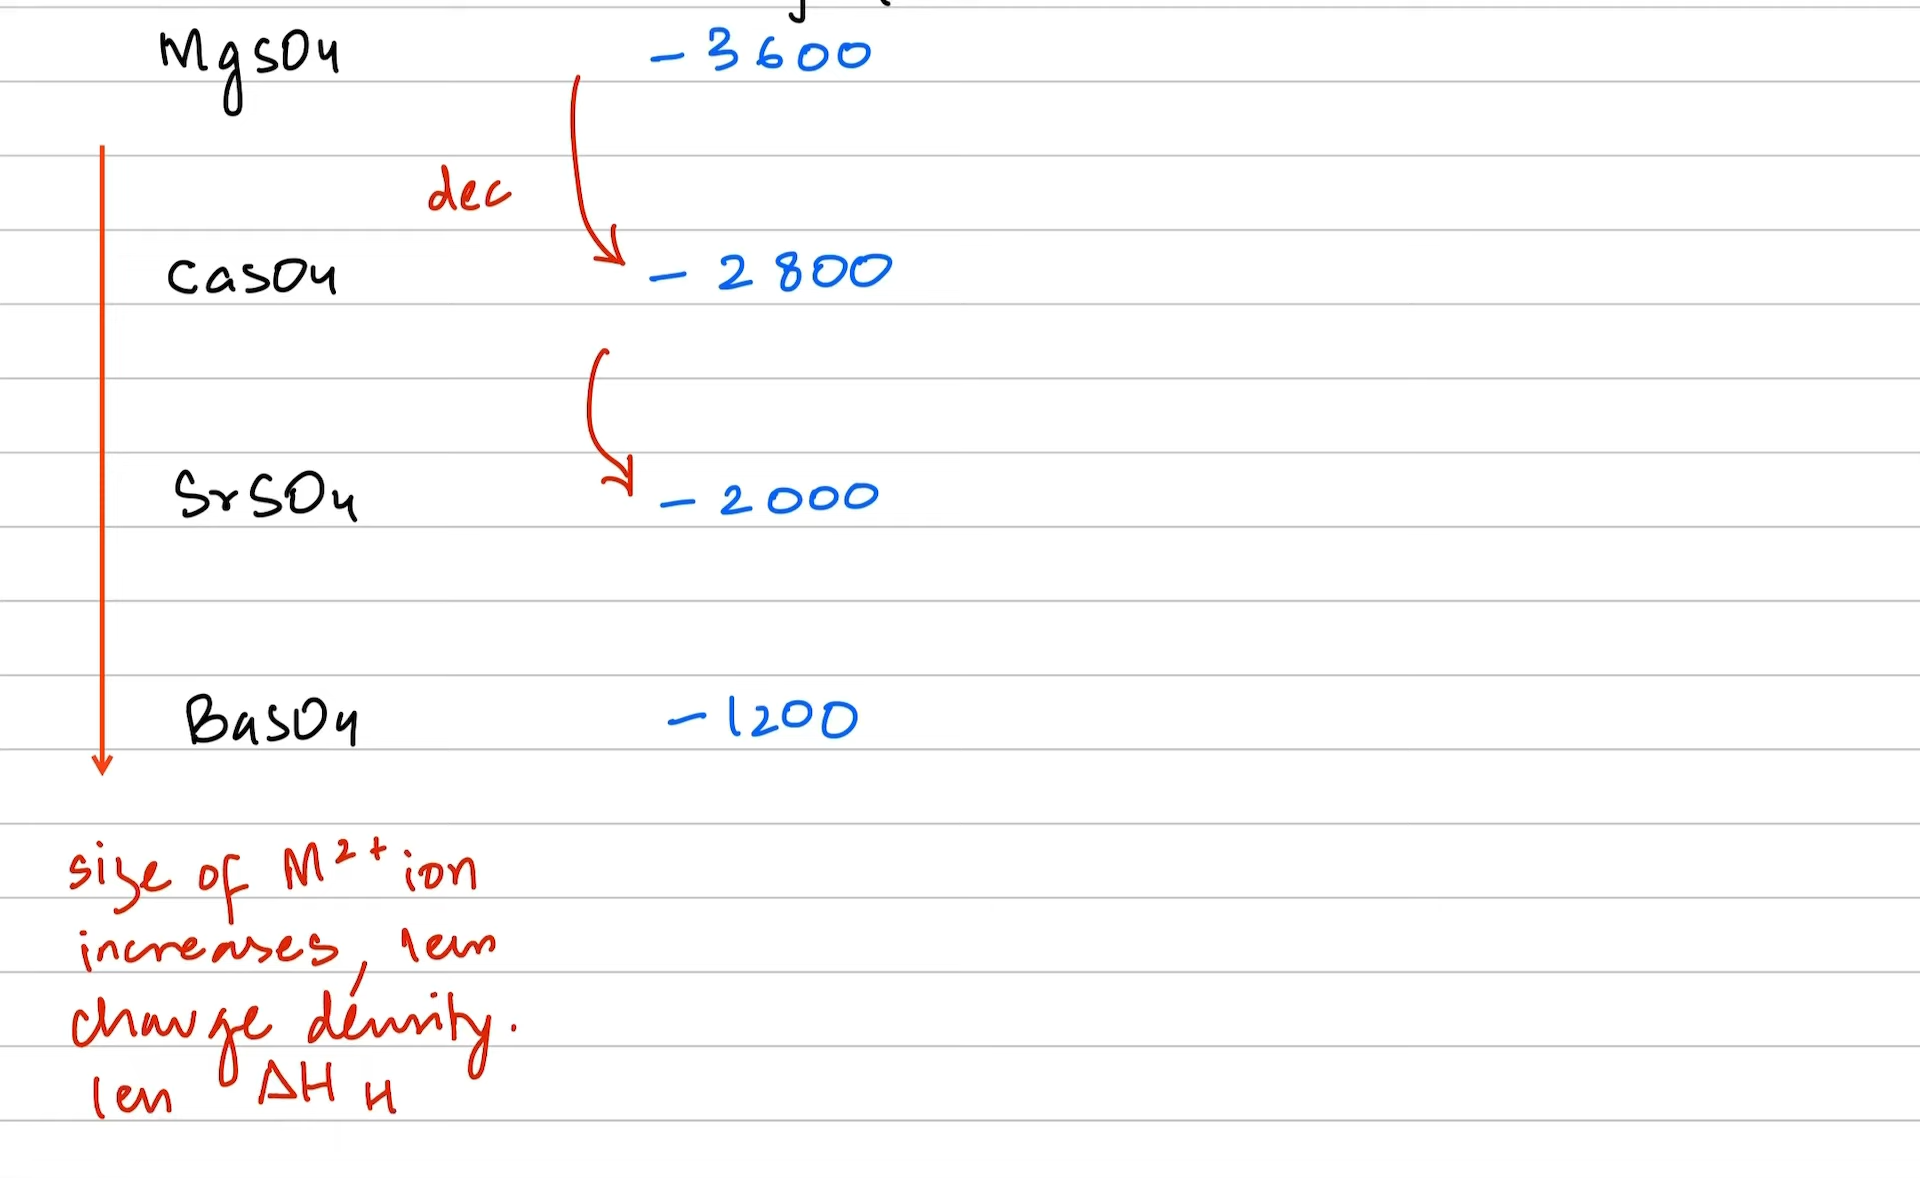 MgSO4 - 3600
dec
CaSO4 - 2800
SrSO4 - 2000
BaSO4 - 1200
size of M²⁺ ion
increases, less
charge density.
less ΔH H